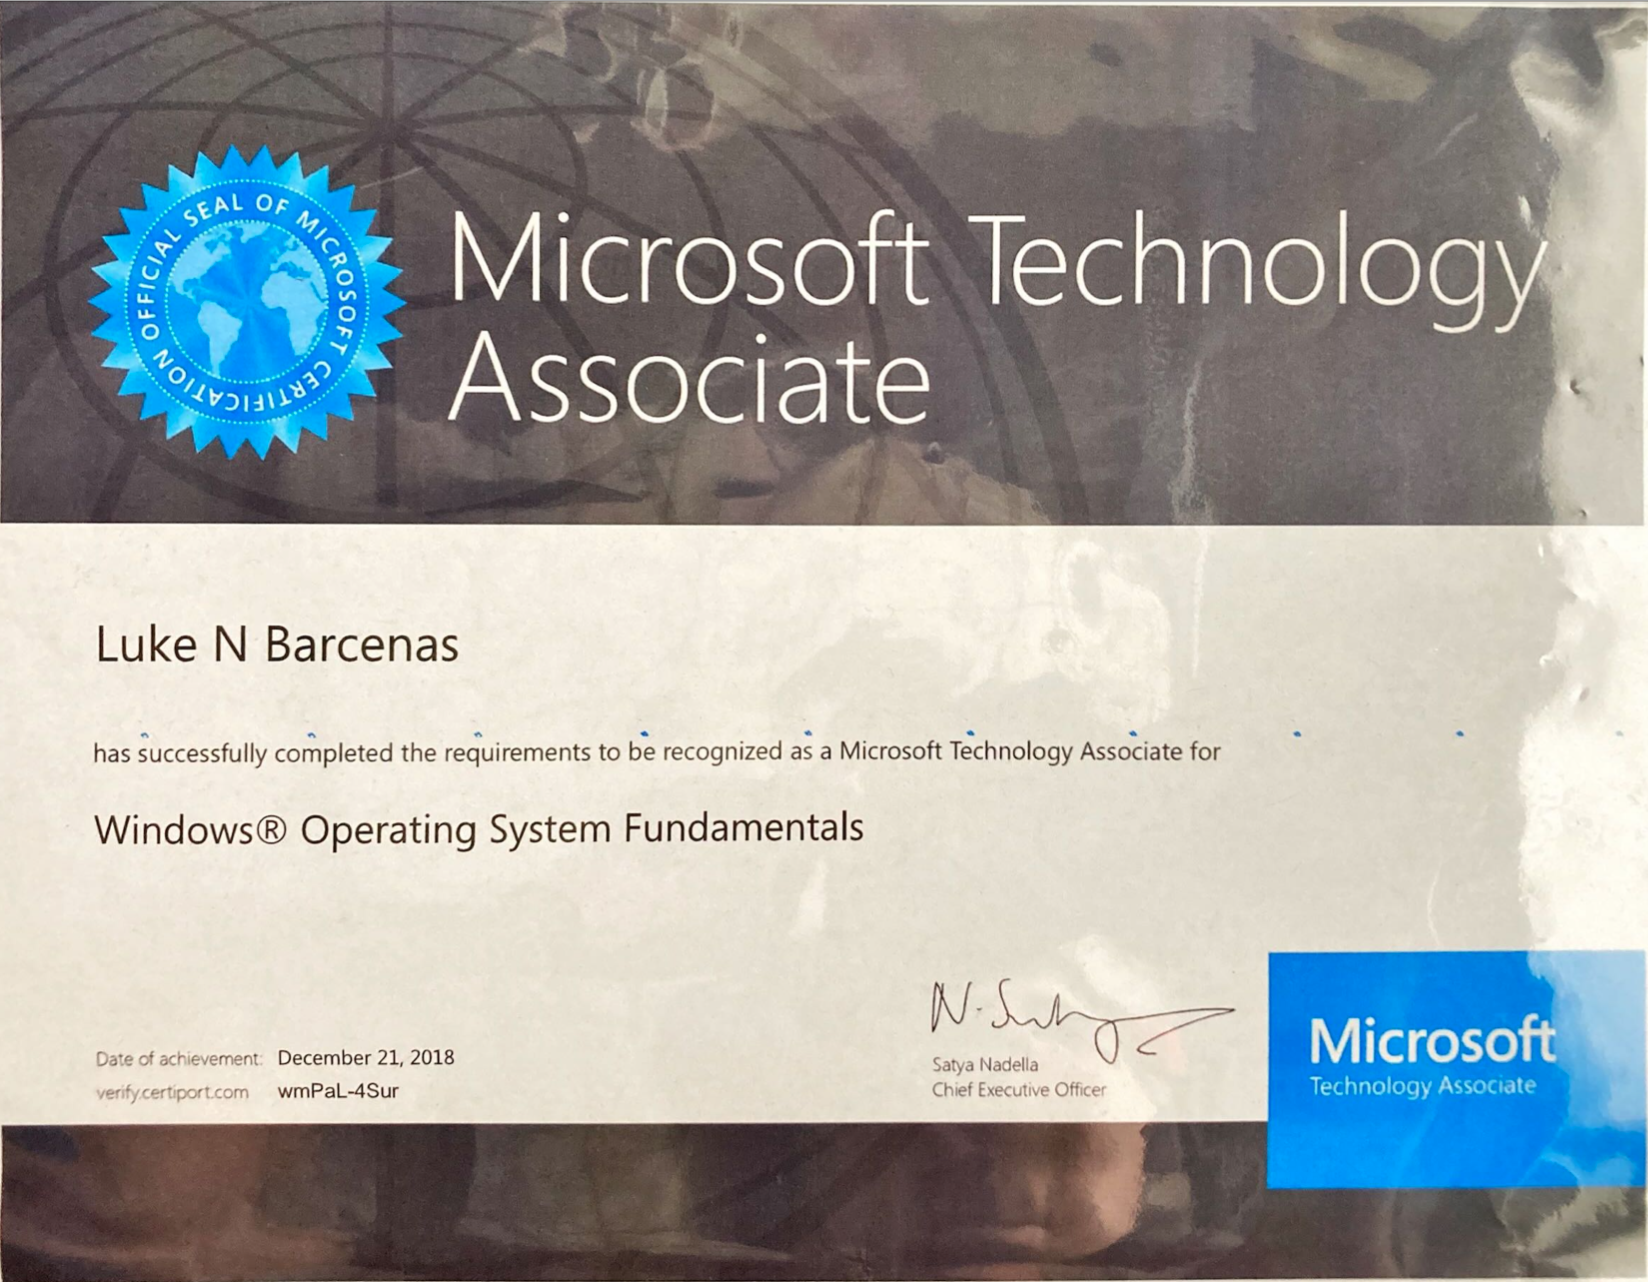 OFFICIAL SEAL OF MICROSOFT CERTIFICATION
Microsoft Technology
Associate
Luke N Barcenas
has successfully completed the requirements to be recognized as a Microsoft Technology Associate for
Windows® Operating System Fundamentals
Date of achievement: December 21, 2018
verify.certiport.com wmPaL-4Sur
N. Satya
Satya Nadella
Chief Executive Officer
Microsoft
Technology Associate